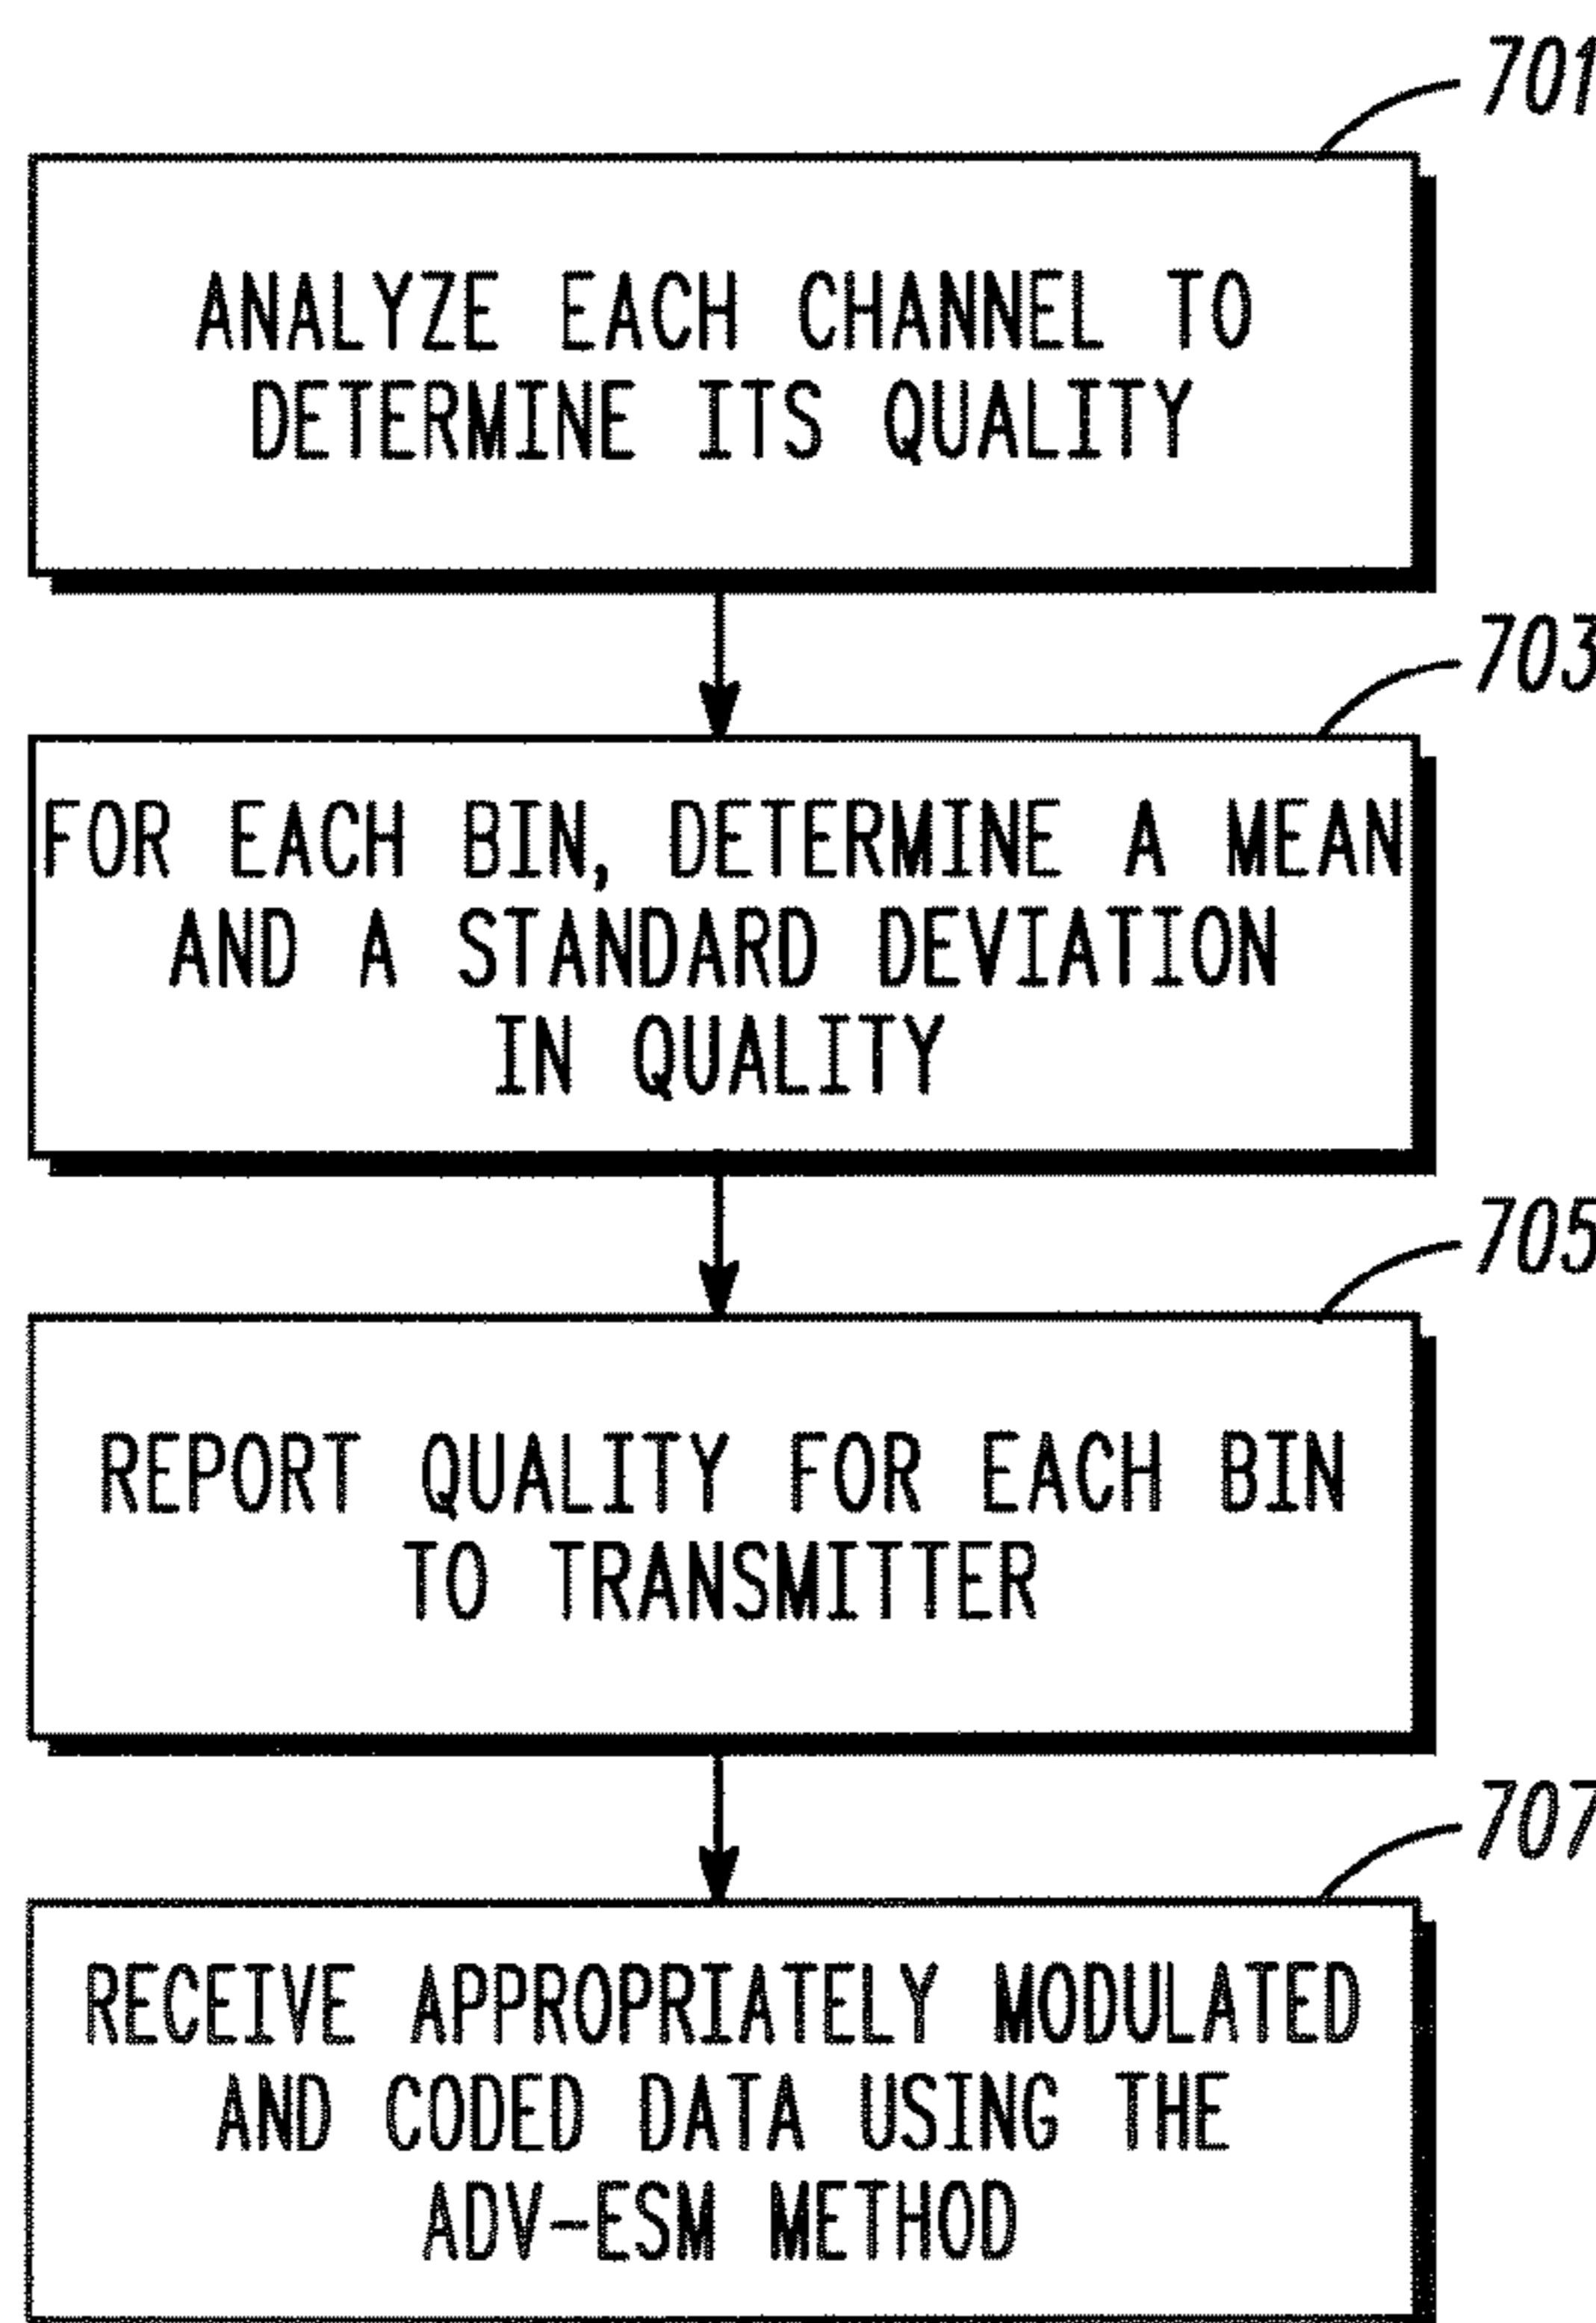 701
ANALYZE EACH CHANNEL TO
DETERMINE ITS QUALITY
703
FOR EACH BIN, DETERMINE A MEAN
AND A STANDARD DEVIATION
IN QUALITY
705
REPORT QUALITY FOR EACH BIN
TO TRANSMITTER
707
RECEIVE APPROPRIATELY MODULATED
AND CODED DATA USING THE
ADV-ESM METHOD